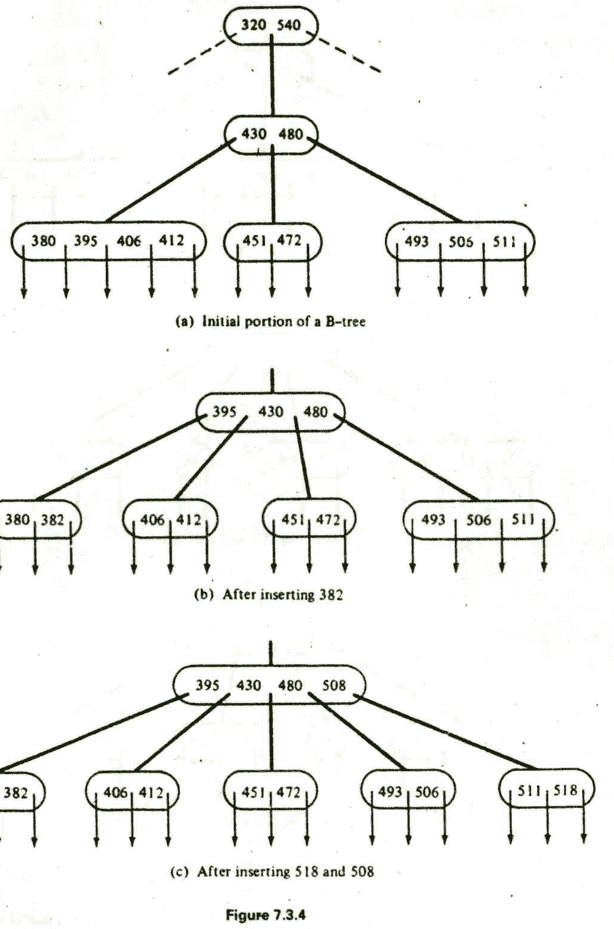 320 540
430 480
380 395 406 412
451 472
493 506 511
(a) Initial portion of a B-tree
395 430 480
380 382
406 412
451 472
493 506 511
(b) After inserting 382
395 430 480 508
382
406 412
451 472
493 506
511 518
(c) After inserting 518 and 508
Figure 7.3.4